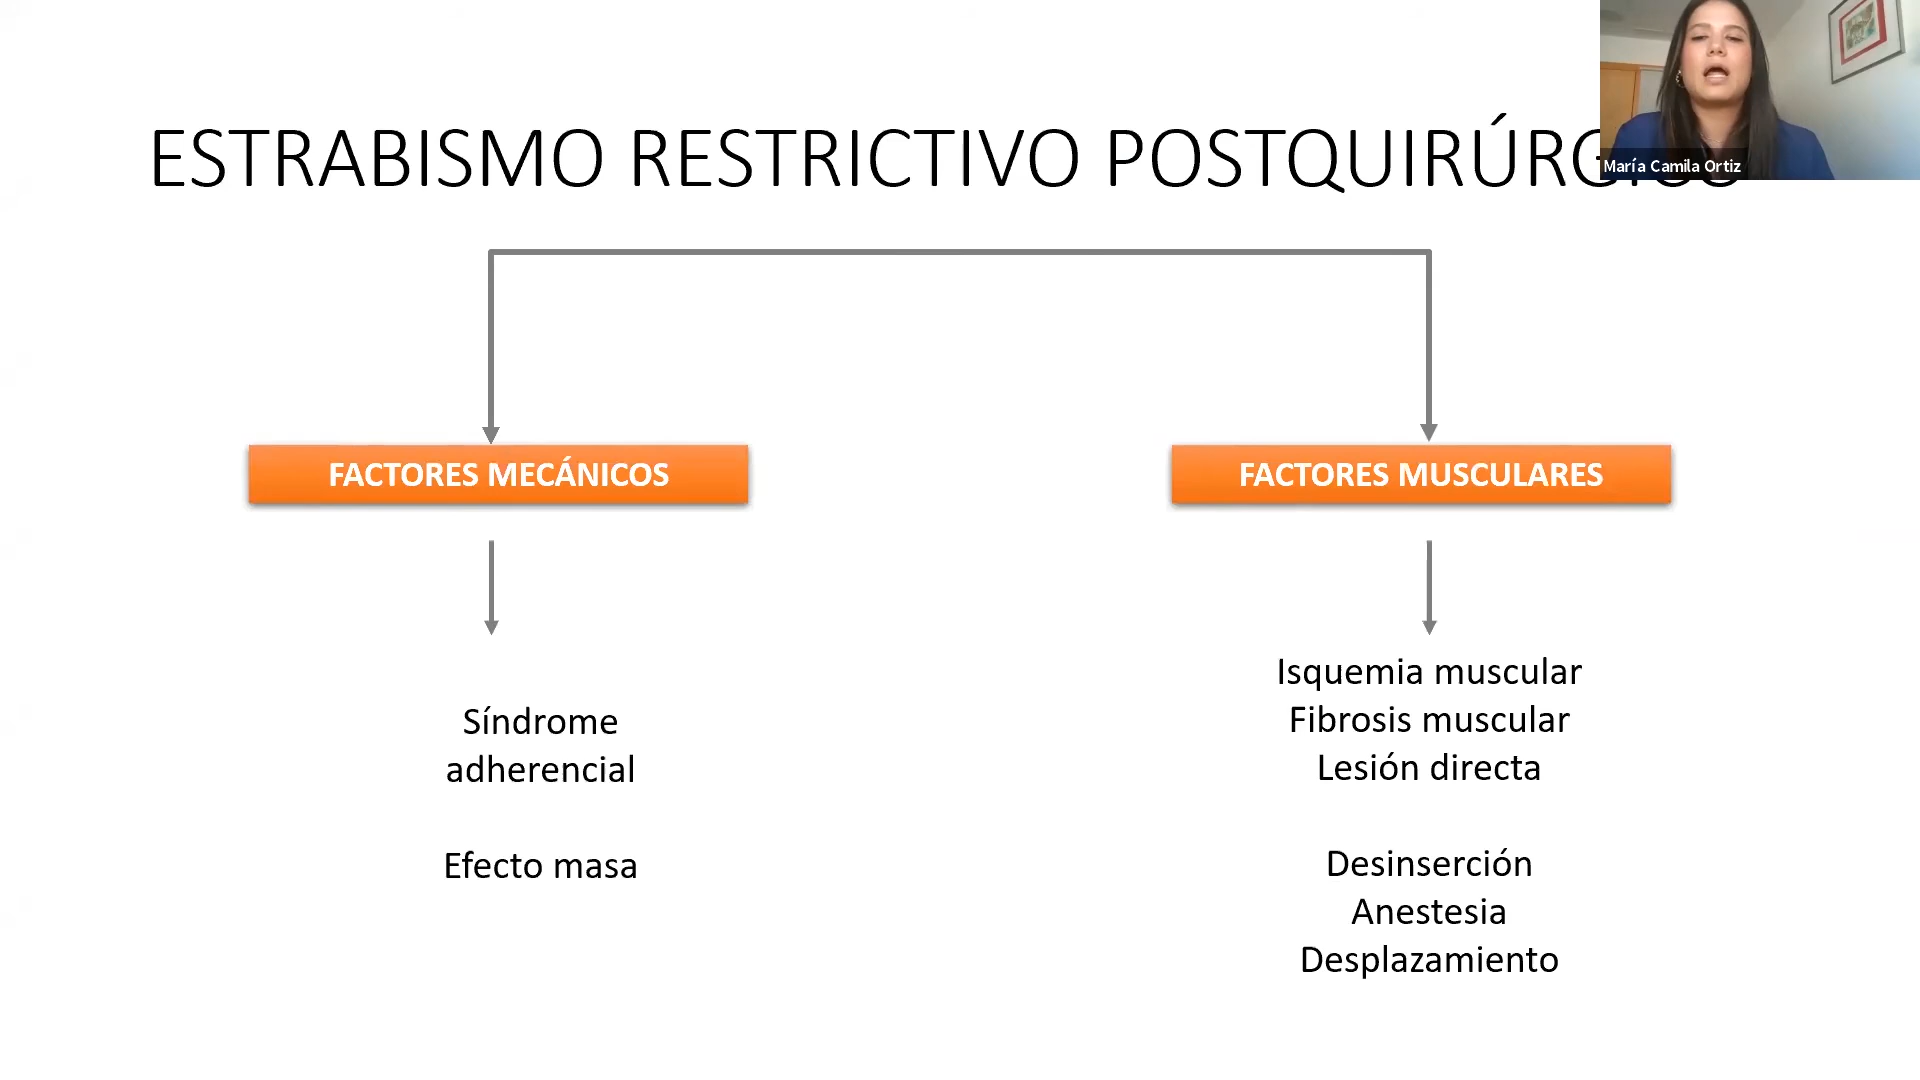 ESTRABISMO RESTRICTIVO POSTQUIRÚRGICO
María Camila Ortiz
FACTORES MECÁNICOS
FACTORES MUSCULARES
Síndrome
adherencial
Efecto masa
Isquemia muscular
Fibrosis muscular
Lesión directa
Desinserción
Anestesia
Desplazamiento